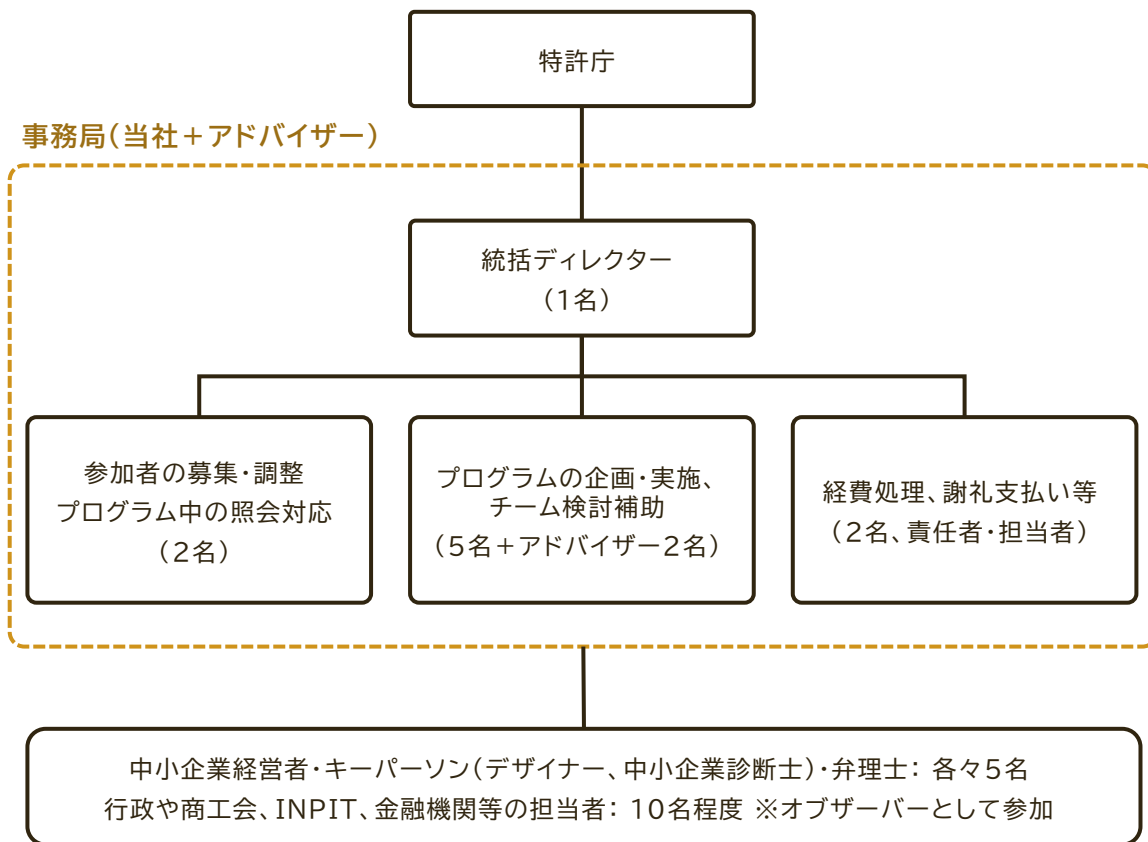 特許庁
事務局(当社+アドバイザー)
統括ディレクター
(1名)
参加者の募集・調整
プログラム中の照会対応
(2名)
プログラムの企画・実施、
チーム検討補助
(5名+アドバイザー2名)
経費処理、謝礼支払い等
(2名、責任者・担当者)
中小企業経営者・キーパーソン(デザイナー、中小企業診断士)・弁理士: 各々5名
行政や商工会、INPIT、金融機関等の担当者: 10名程度 ※オブザーバーとして参加